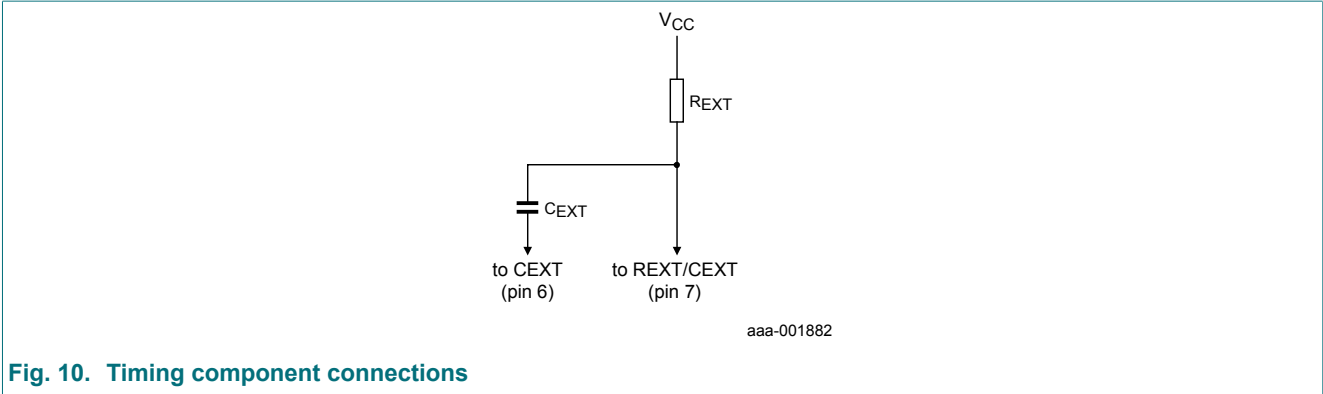 VCC
REXT
CEXT
to CEXT
(pin 6)
to REXT/CEXT
(pin 7)
aaa-001882
Fig. 10. Timing component connections